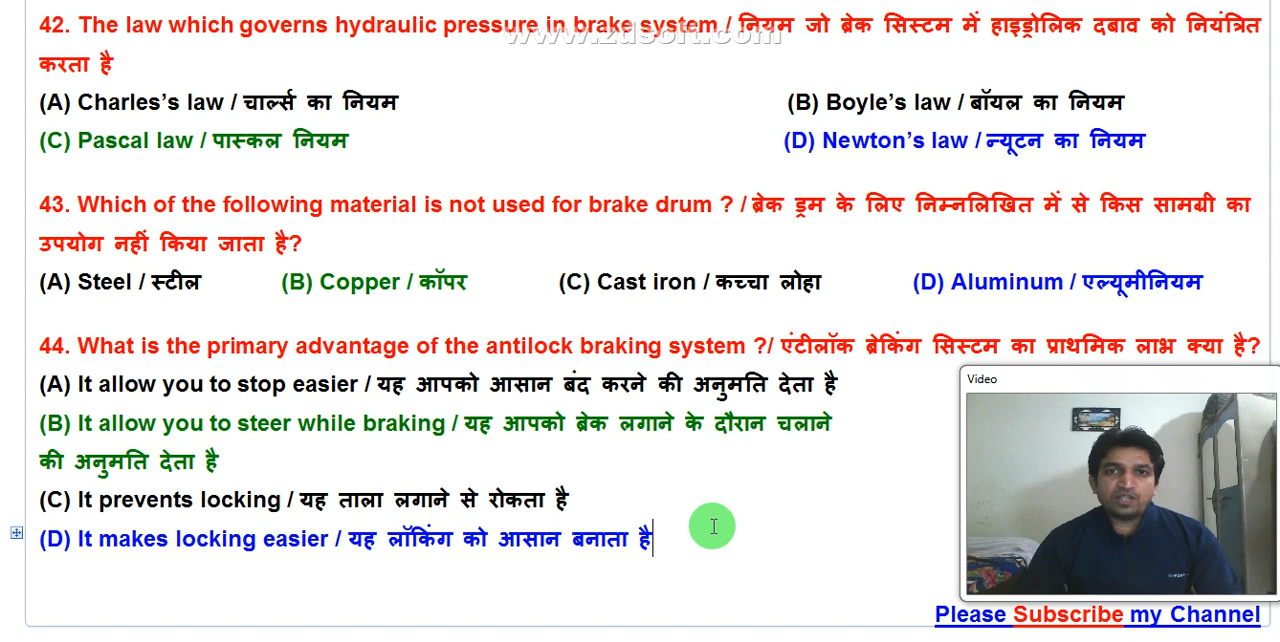 42. The law which governs hydraulic pressure in brake system / नियम जो ब्रेक सिस्टम में हाइड्रोलिक दबाव को नियंत्रित
www.zdsoft.com
करता है
(A) Charles's law / चार्ल्स का नियम (B) Boyle's law / बॉयल का नियम
(C) Pascal law / पास्कल नियम (D) Newton's law / न्यूटन का नियम
43. Which of the following material is not used for brake drum ? / ब्रेक ड्रम के लिए निम्नलिखित में से किस सामग्री का
उपयोग नहीं किया जाता है?
(A) Steel / स्टील (B) Copper / कॉपर (C) Cast iron / कच्चा लोहा (D) Aluminum / एल्यूमीनियम
44. What is the primary advantage of the antilock braking system ?/ एंटीलॉक ब्रेकिंग सिस्टम का प्राथमिक लाभ क्या है?
(A) It allow you to stop easier / यह आपको आसान बंद करने की अनुमति देता है
Video
(B) It allow you to steer while braking / यह आपको ब्रेक लगाने के दौरान चलाने
की अनुमति देता है
(C) It prevents locking / यह ताला लगाने से रोकता है
(D) It makes locking easier / यह लॉकिंग को आसान बनाता है
Please Subscribe my Channel